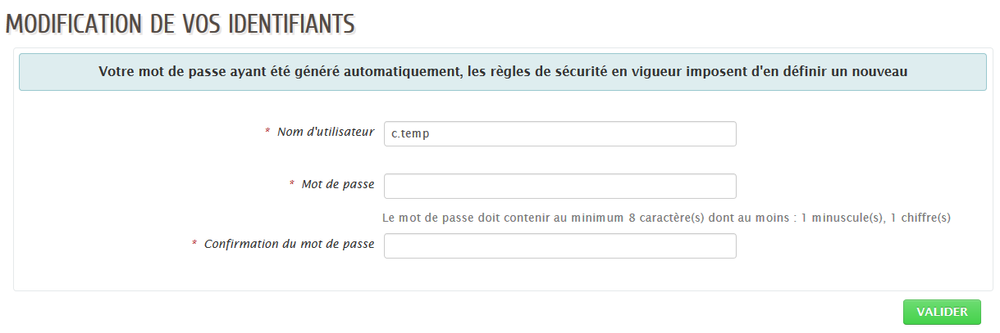 MODIFICATION DE VOS IDENTIFIANTS
Votre mot de passe ayant été généré automatiquement, les règles de sécurité en vigueur imposent d'en définir un nouveau
* Nom d'utilisateur c.temp
* Mot de passe
Le mot de passe doit contenir au minimum 8 caractère(s) dont au moins : 1 minuscule(s), 1 chiffre(s)
* Confirmation du mot de passe
VALIDER